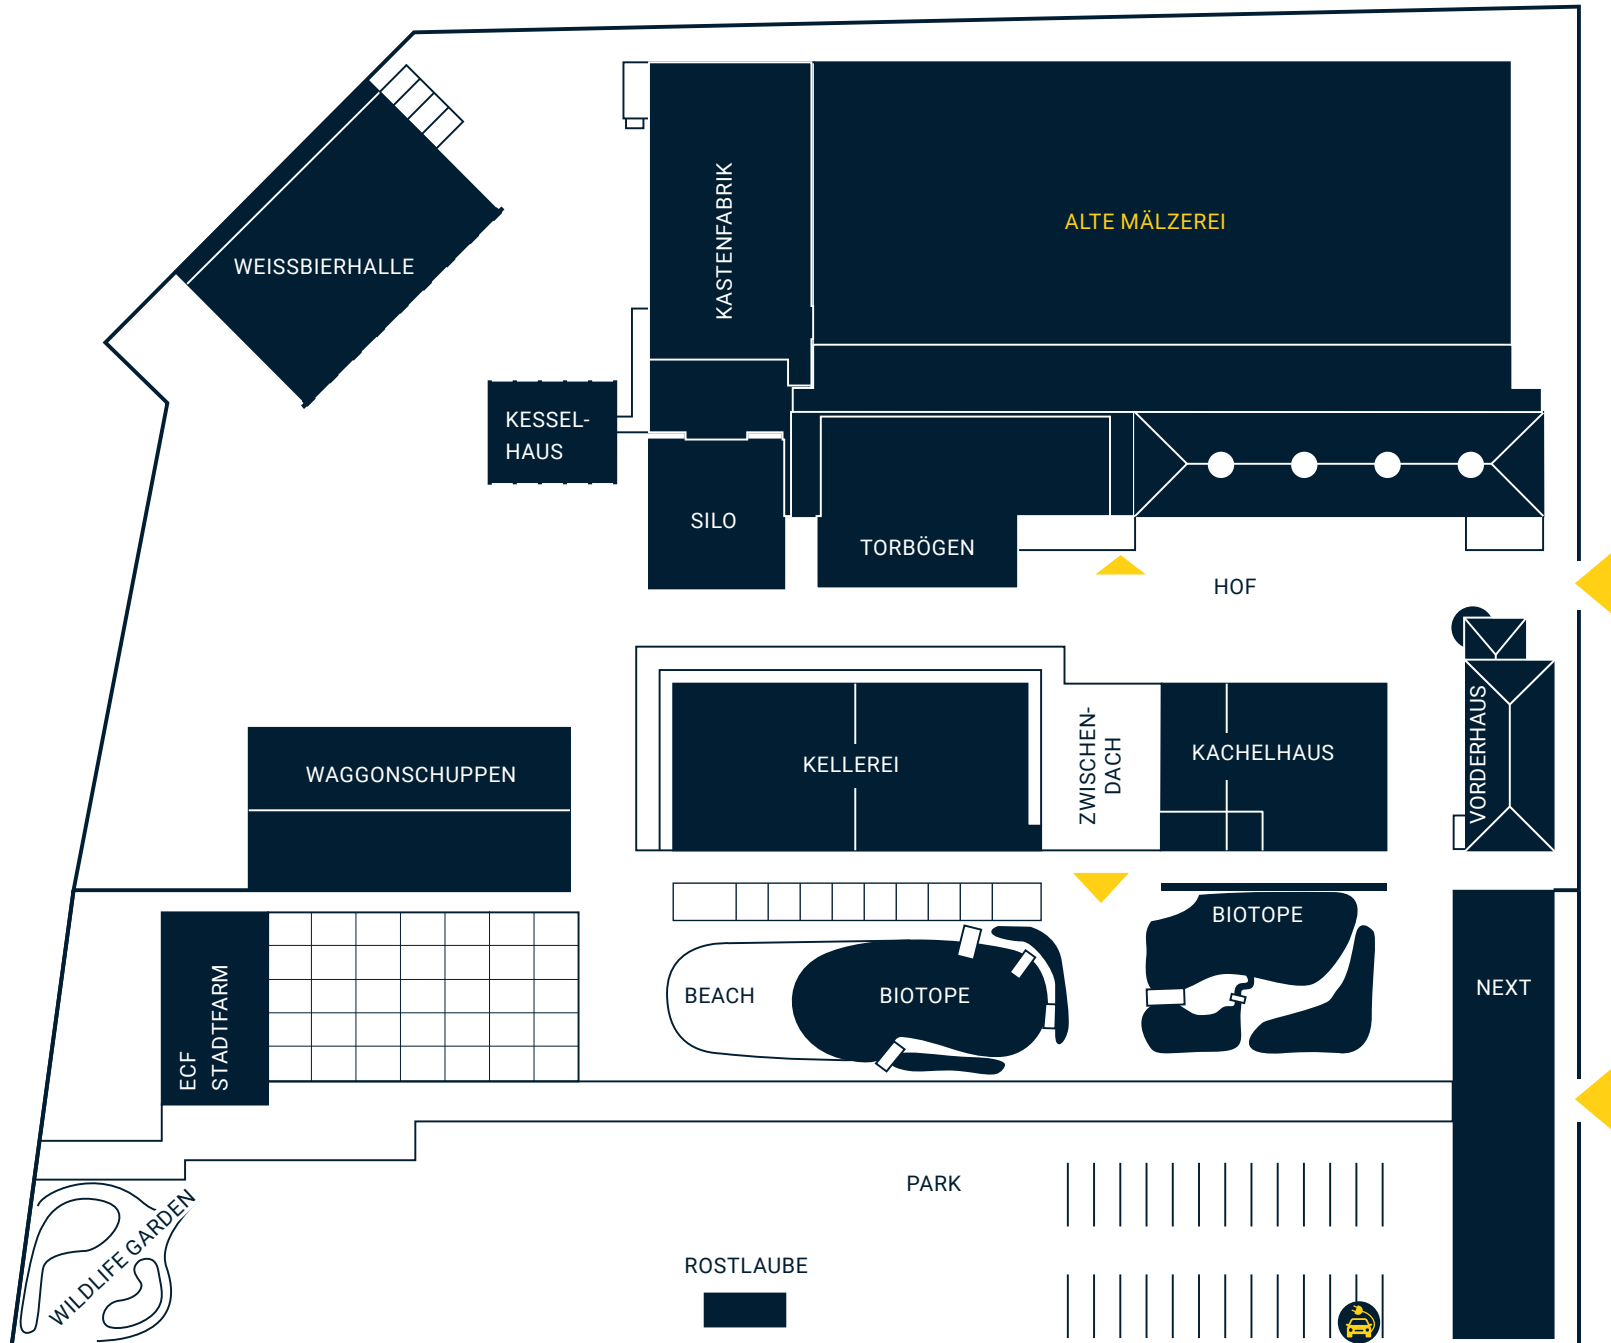 KASTENFABRIK
ALTE MÄLZEREI
WEISSBIERHALLE
KESSEL-
HAUS
SILO
TORBÖGEN
HOF
WAGGONSCHUPPEN
KELLEREI
ZWISCHEN-
DACH
KACHELHAUS
VORDERHAUS
BIOTOPE
ECF
STADTFARM
BEACH
BIOTOPE
NEXT
PARK
WILDLIFE GARDEN
ROSTLAUBE